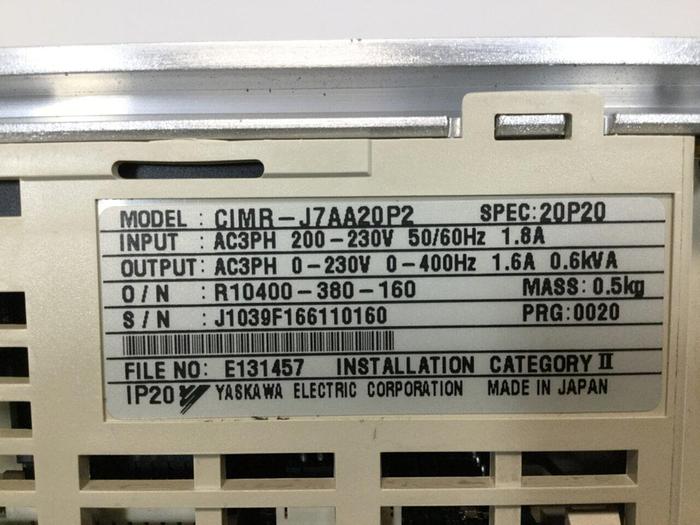 MODEL : CIMR-J7AA20P2 SPEC:20P20
INPUT : AC3PH 200-230V 50/60Hz 1.8A
OUTPUT : AC3PH 0-230V 0-400Hz 1.6A 0.6kVA
O/N : R10400-380-160 MASS: 0.5kg
S/N : J1039F166110160 PRG:0020
FILE NO: E131457 INSTALLATION CATEGORY II
IP20 YASKAWA ELECTRIC CORPORATION MADE IN JAPAN